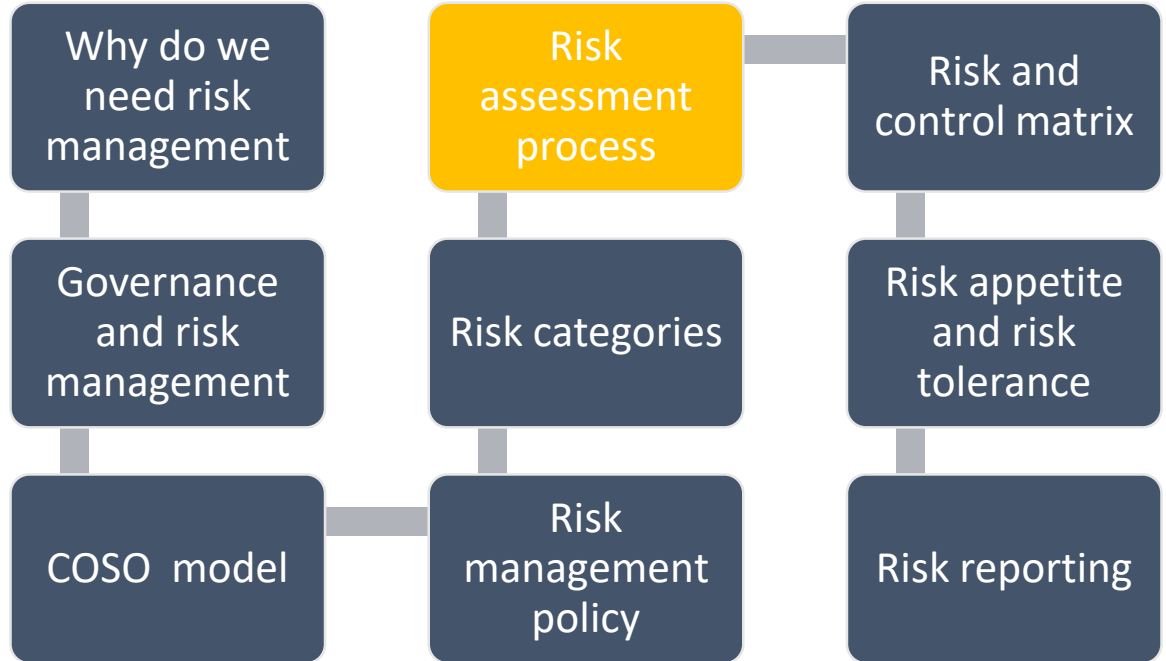 Why do we
need risk
management
Governance
and risk
management
COSO  model
Risk
management
policy
Risk categories
Risk
assessment
process
Risk and
control matrix
Risk appetite
and risk
tolerance
Risk reporting